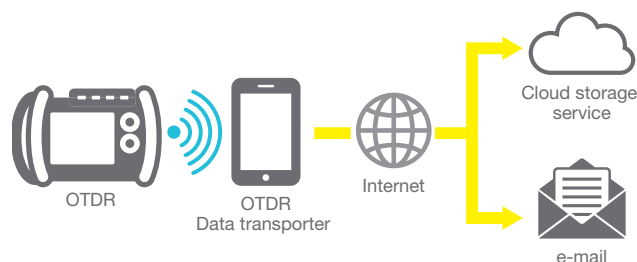 OTDR
OTDR
Data transporter
Internet
Cloud storage
service
e-mail